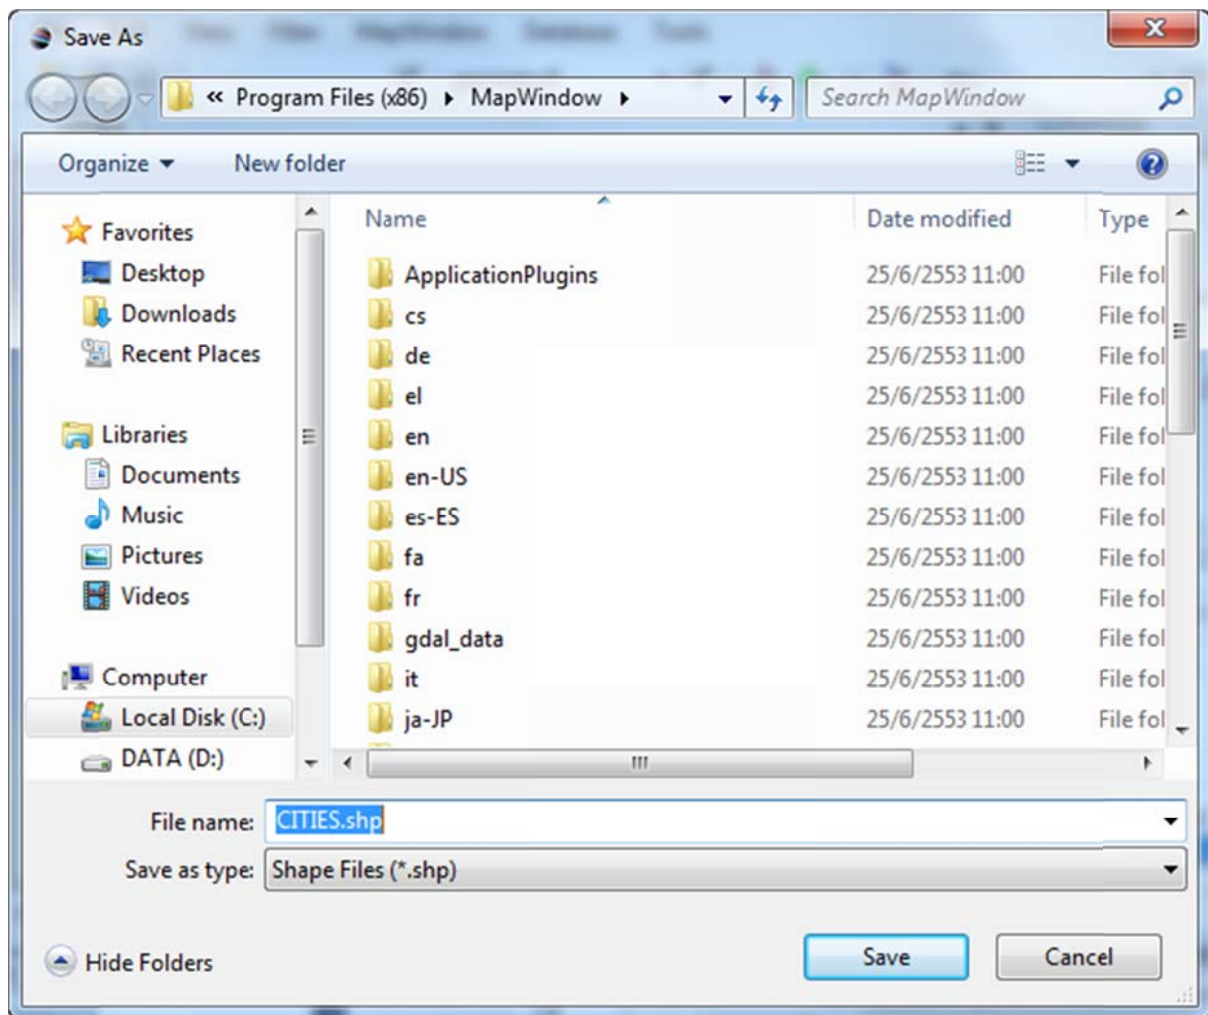 Save As
« Program Files (x86) MapWindow
Search MapWindow
Organize New folder
Favorites
Desktop
Downloads
Recent Places
Libraries
Documents
Music
Pictures
Videos
Computer
Local Disk (C:)
DATA (D:)
Name Date modified Type
ApplicationPlugins 25/6/2553 11:00 File fol
cs 25/6/2553 11:00 File fol
de 25/6/2553 11:00 File fol
el 25/6/2553 11:00 File fol
en 25/6/2553 11:00 File fol
en-US 25/6/2553 11:00 File fol
es-ES 25/6/2553 11:00 File fol
fa 25/6/2553 11:00 File fol
fr 25/6/2553 11:00 File fol
gdal_data 25/6/2553 11:00 File fol
it 25/6/2553 11:00 File fol
ja-JP 25/6/2553 11:00 File fol
File name: CITIES.shp
Save as type: Shape Files (*.shp)
Hide Folders
Save Cancel